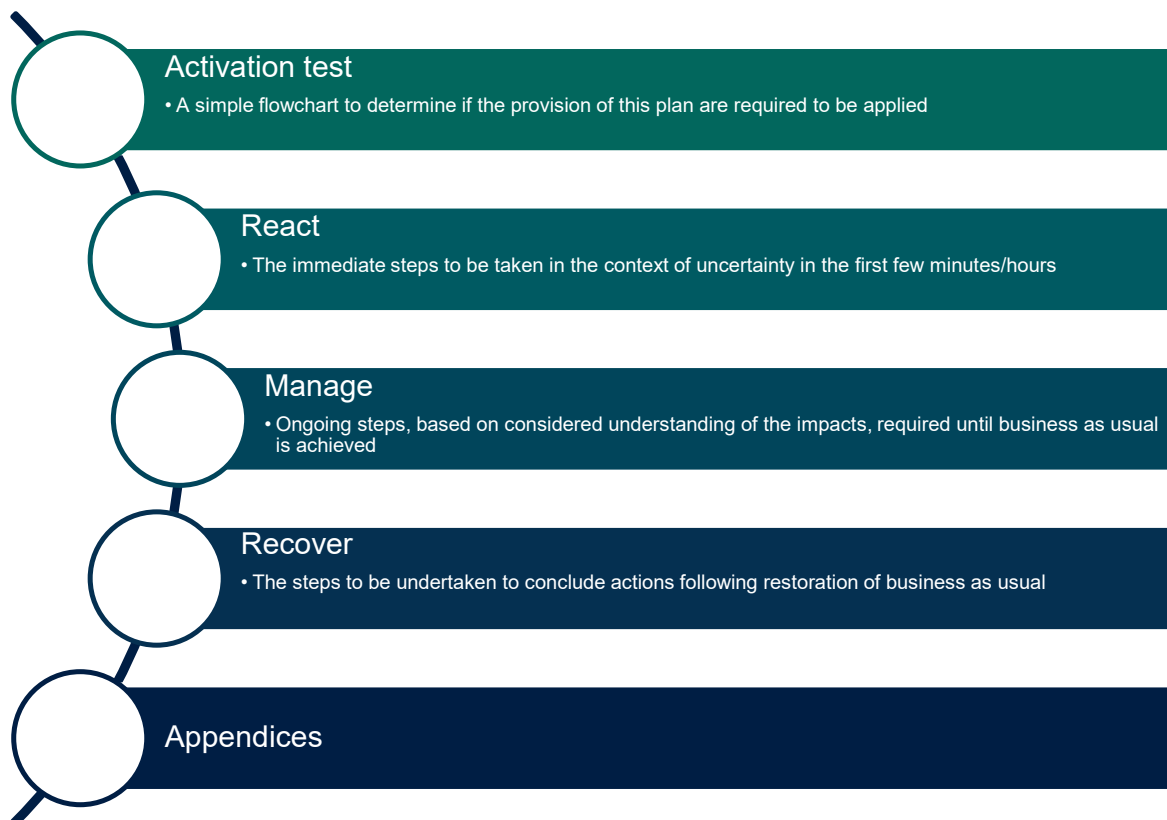 Activation test
• A simple flowchart to determine if the provision of this plan are required to be applied
React
• The immediate steps to be taken in the context of uncertainty in the first few minutes/hours
Manage
• Ongoing steps, based on considered understanding of the impacts, required until business as usual
is achieved
Recover
• The steps to be undertaken to conclude actions following restoration of business as usual
Appendices